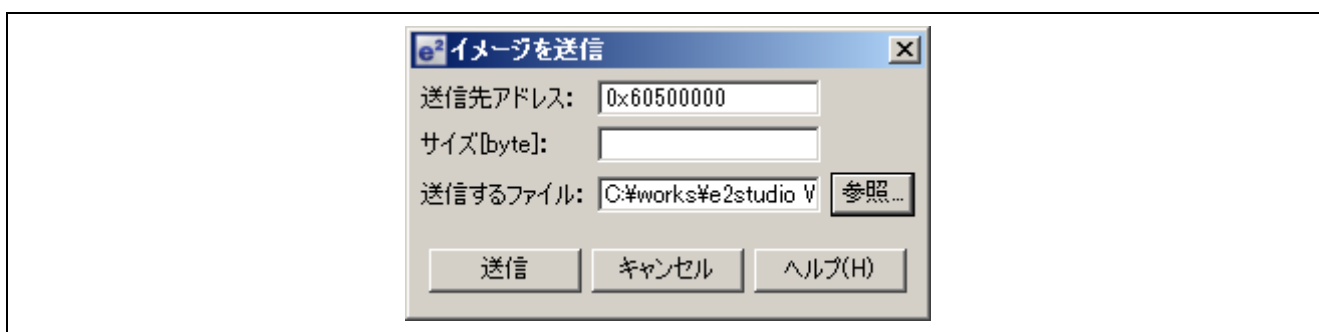 e² イメージを送信
送信先アドレス: 0x60500000
サイズ[byte]:
送信するファイル: C:¥works¥e2studio V 参照...
送信 キャンセル ヘルプ(H)